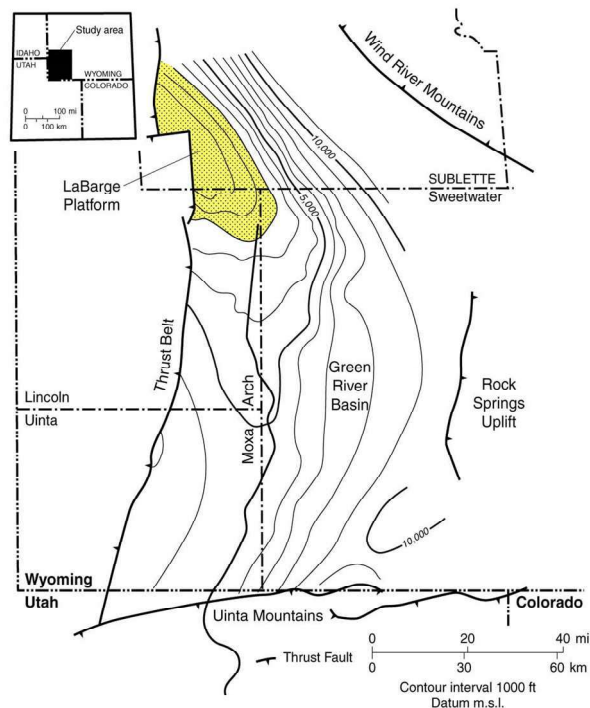 Study area
IDAHO
UTAH
WYOMING
COLORADO
0 100 mi
0 100 km
Wind River Mountains
10,000
LaBarge
Platform
SUBLETTE
Sweetwater
5,000
Thrust Belt
Green
River
Basin
Rock
Springs
Uplift
Lincoln
Uinta
Moxa Arch
10,000
Wyoming
Utah
Colorado
Uinta Mountains
Thrust Fault
0 20 40 mi
0 30 60 km
Contour interval 1000 ft
Datum m.s.l.